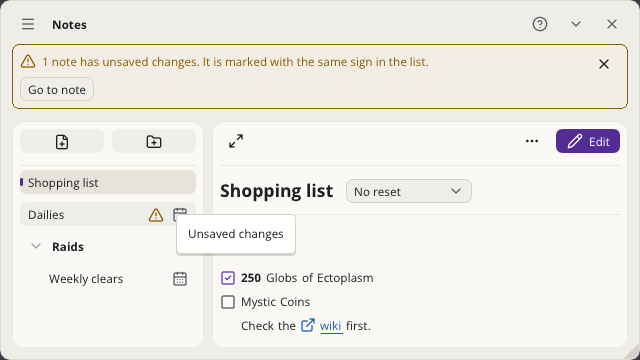 Notes
1 note has unsaved changes. It is marked with the same sign in the list.
Go to note
Edit
Shopping list
Dailies
Raids
Weekly clears
Unsaved changes
Shopping list
No reset
250 Globs of Ectoplasm
Mystic Coins
Check the wiki first.